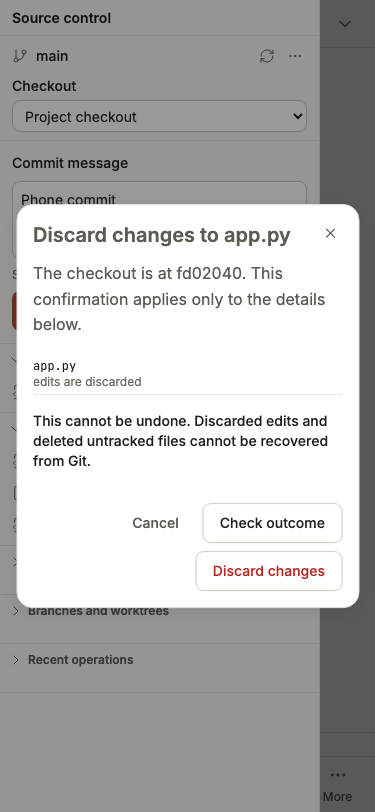 Source control
main
Checkout
Project checkout
Commit message
Phone commit
Discard changes to app.py
The checkout is at fd02040. This
confirmation applies only to the details
below.
app.py
edits are discarded
This cannot be undone. Discarded edits and
deleted untracked files cannot be recovered
from Git.
Cancel
Check outcome
Discard changes
Branches and worktrees
Recent operations
More